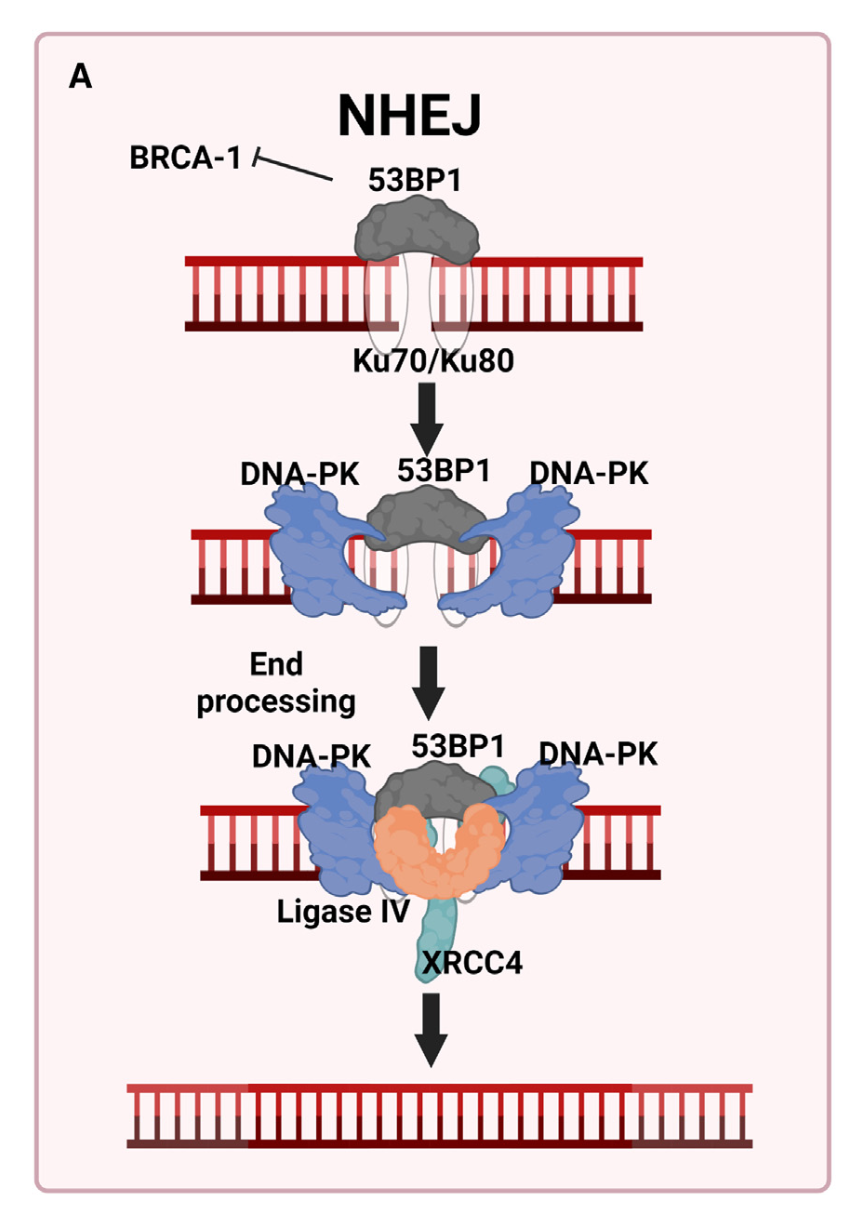 A
NHEJ
BRCA-1
53BP1
Ku70/Ku80
DNA-PK
53BP1
DNA-PK
End
processing
DNA-PK
53BP1
DNA-PK
Ligase IV
XRCC4